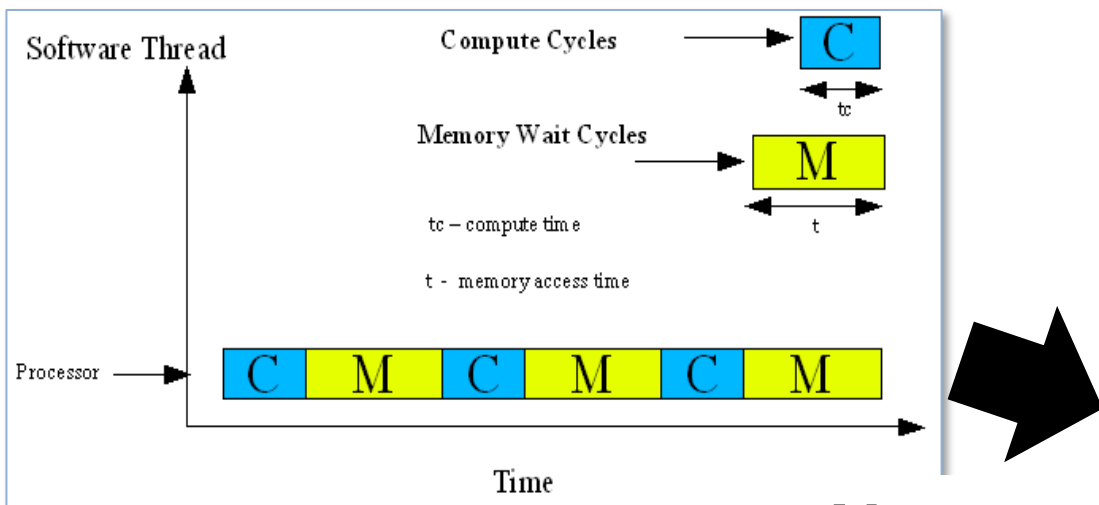 Software Thread
Compute Cycles
C
tc
Memory Wait Cycles
M
t
tc – compute time
t - memory access time
Processor
C M C M C M
Time